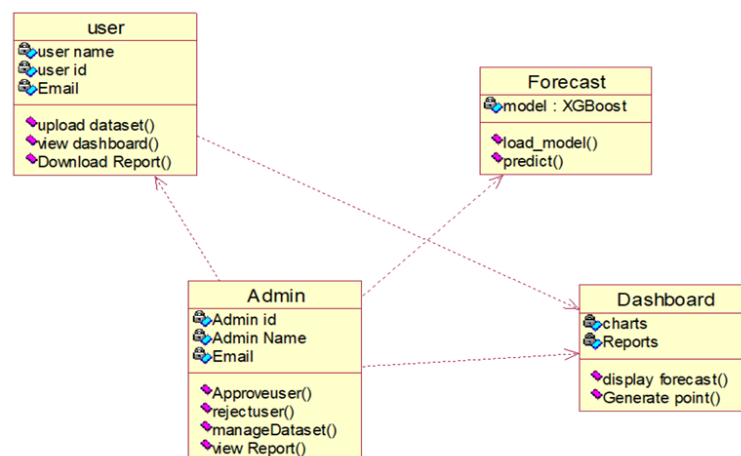 user
user name
user id
Email
upload dataset()
view dashboard()
Download Report()
Forecast
model : XGBoost
load_model()
predict()
Admin
Admin id
Admin Name
Email
Approveuser()
rejectuser()
manageDataset()
view Report()
Dashboard
charts
Reports
display forecast()
Generate point()